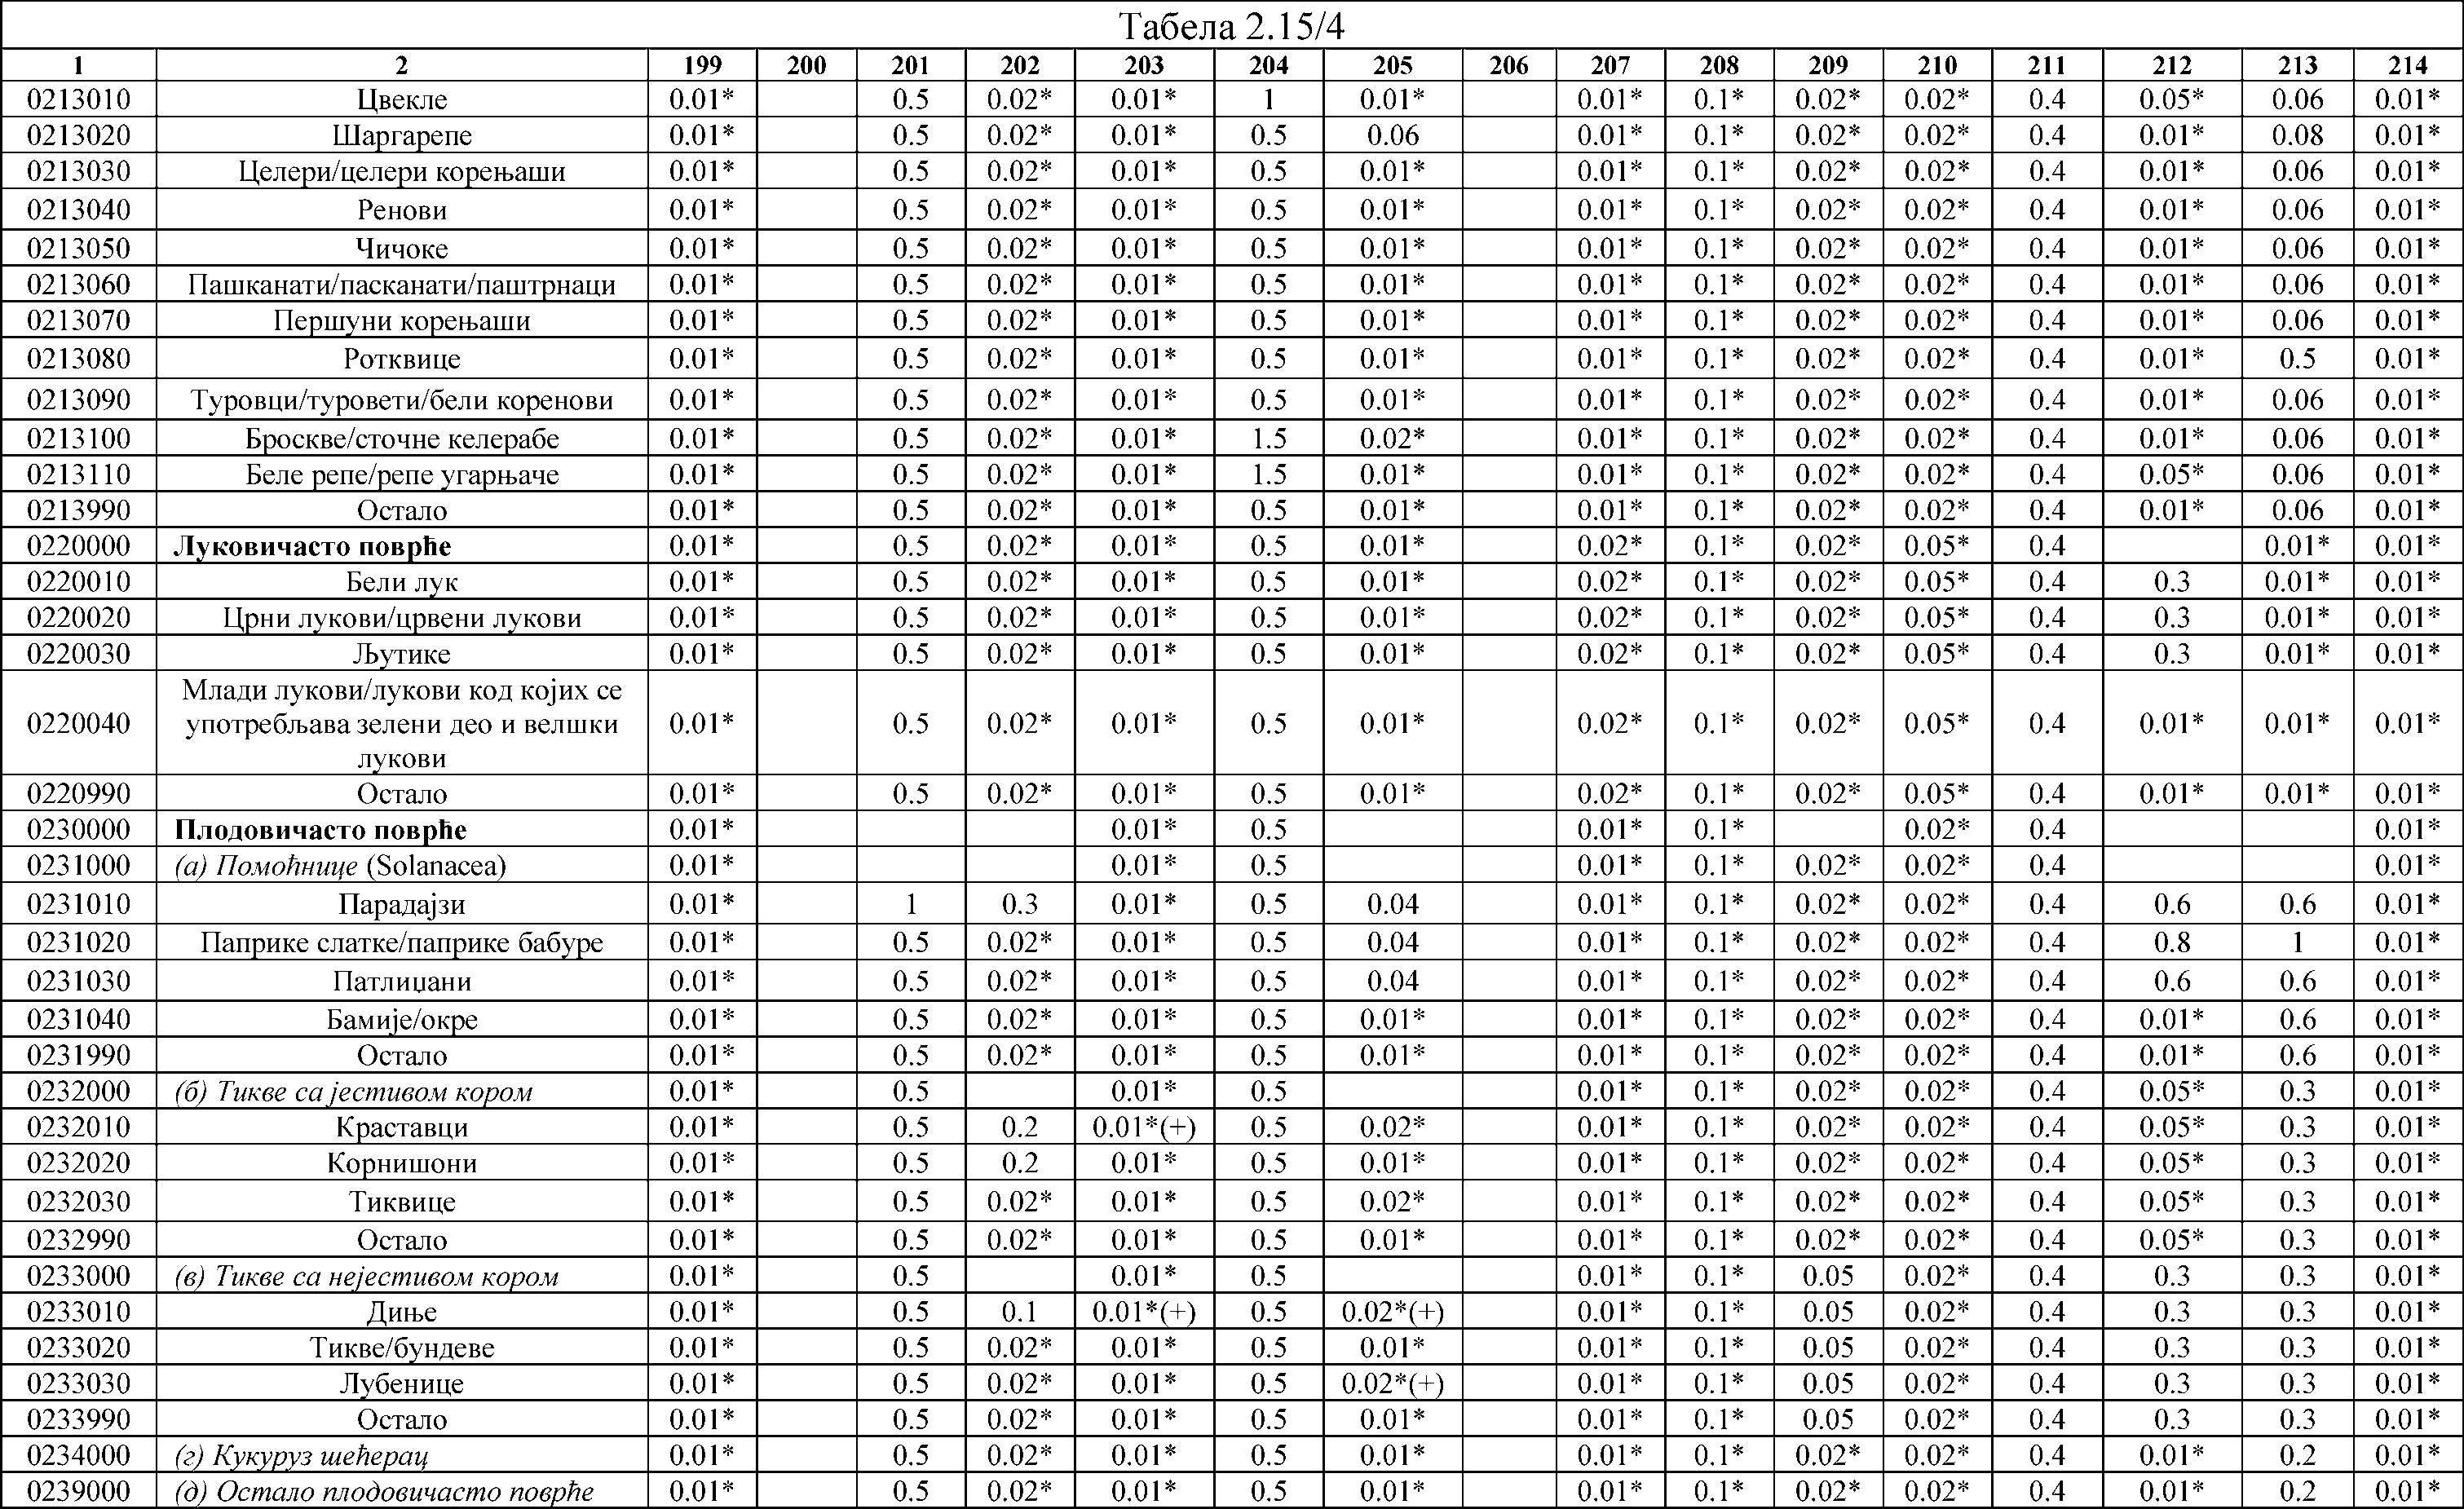 Табела 2.15/4
1 2 199 200 201 202 203 204 205 206 207 208 209 210 211 212 213 214
0213010 Цвекле 0.01* 0.5 0.02* 0.01* 1 0.01* 0.01* 0.1* 0.02* 0.02* 0.4 0.05* 0.06 0.01*
0213020 Шаргарепе 0.01* 0.5 0.02* 0.01* 0.5 0.06 0.01* 0.1* 0.02* 0.02* 0.4 0.01* 0.08 0.01*
0213030 Целери/целери корењаши 0.01* 0.5 0.02* 0.01* 0.5 0.01* 0.01* 0.1* 0.02* 0.02* 0.4 0.01* 0.06 0.01*
0213040 Ренови 0.01* 0.5 0.02* 0.01* 0.5 0.01* 0.01* 0.1* 0.02* 0.02* 0.4 0.01* 0.06 0.01*
0213050 Чичоке 0.01* 0.5 0.02* 0.01* 0.5 0.01* 0.01* 0.1* 0.02* 0.02* 0.4 0.01* 0.06 0.01*
0213060 Пашканати/пасканати/паштрнаци 0.01* 0.5 0.02* 0.01* 0.5 0.01* 0.01* 0.1* 0.02* 0.02* 0.4 0.01* 0.06 0.01*
0213070 Першуни корењаши 0.01* 0.5 0.02* 0.01* 0.5 0.01* 0.01* 0.1* 0.02* 0.02* 0.4 0.01* 0.06 0.01*
0213080 Ротквице 0.01* 0.5 0.02* 0.01* 0.5 0.01* 0.01* 0.1* 0.02* 0.02* 0.4 0.01* 0.5 0.01*
0213090 Туровци/туровети/бели коренови 0.01* 0.5 0.02* 0.01* 0.5 0.01* 0.01* 0.1* 0.02* 0.02* 0.4 0.01* 0.06 0.01*
0213100 Броскве/сточне келерабе 0.01* 0.5 0.02* 0.01* 1.5 0.02* 0.01* 0.1* 0.02* 0.02* 0.4 0.01* 0.06 0.01*
0213110 Беле репе/репе угарњаче 0.01* 0.5 0.02* 0.01* 1.5 0.01* 0.01* 0.1* 0.02* 0.02* 0.4 0.05* 0.06 0.01*
0213990 Остало 0.01* 0.5 0.02* 0.01* 0.5 0.01* 0.01* 0.1* 0.02* 0.02* 0.4 0.01* 0.06 0.01*
0220000 Луковичасто поврће 0.01* 0.5 0.02* 0.01* 0.5 0.01* 0.02* 0.1* 0.02* 0.05* 0.4 0.01* 0.01*
0220010 Бели лук 0.01* 0.5 0.02* 0.01* 0.5 0.01* 0.02* 0.1* 0.02* 0.05* 0.4 0.3 0.01* 0.01*
0220020 Црни лукови/црвени лукови 0.01* 0.5 0.02* 0.01* 0.5 0.01* 0.02* 0.1* 0.02* 0.05* 0.4 0.3 0.01* 0.01*
0220030 Љутике 0.01* 0.5 0.02* 0.01* 0.5 0.01* 0.02* 0.1* 0.02* 0.05* 0.4 0.3 0.01* 0.01*
Млади лукови/лукови код којих се
0220040 употребљава зелени део и велшки 0.01* 0.5 0.02* 0.01* 0.5 0.01* 0.02* 0.1* 0.02* 0.05* 0.4 0.01* 0.01* 0.01*
лукови
0220990 Остало 0.01* 0.5 0.02* 0.01* 0.5 0.01* 0.02* 0.1* 0.02* 0.05* 0.4 0.01* 0.01* 0.01*
0230000 Плодовичасто поврће 0.01* 0.01* 0.5 0.01* 0.1* 0.02* 0.4 0.01*
0231000 (а) Помоћнице (Solanacea) 0.01* 0.01* 0.5 0.01* 0.1* 0.02* 0.02* 0.4 0.01*
0231010 Парадајзи 0.01* 1 0.3 0.01* 0.5 0.04 0.01* 0.1* 0.02* 0.02* 0.4 0.6 0.6 0.01*
0231020 Паприке слатке/паприке бабуре 0.01* 0.5 0.02* 0.01* 0.5 0.04 0.01* 0.1* 0.02* 0.02* 0.4 0.8 1 0.01*
0231030 Патлиџани 0.01* 0.5 0.02* 0.01* 0.5 0.04 0.01* 0.1* 0.02* 0.02* 0.4 0.6 0.6 0.01*
0231040 Бамије/окре 0.01* 0.5 0.02* 0.01* 0.5 0.01* 0.01* 0.1* 0.02* 0.02* 0.4 0.01* 0.6 0.01*
0231990 Остало 0.01* 0.5 0.02* 0.01* 0.5 0.01* 0.01* 0.1* 0.02* 0.02* 0.4 0.01* 0.6 0.01*
0232000 (б) Тикве са јестивом кором 0.01* 0.5 0.01* 0.5 0.01* 0.1* 0.02* 0.02* 0.4 0.05* 0.3 0.01*
0232010 Краставци 0.01* 0.5 0.2 0.01*(+) 0.5 0.02* 0.01* 0.1* 0.02* 0.02* 0.4 0.05* 0.3 0.01*
0232020 Корнишони 0.01* 0.5 0.2 0.01* 0.5 0.01* 0.01* 0.1* 0.02* 0.02* 0.4 0.05* 0.3 0.01*
0232030 Тиквице 0.01* 0.5 0.02* 0.01* 0.5 0.02* 0.01* 0.1* 0.02* 0.02* 0.4 0.05* 0.3 0.01*
0232990 Остало 0.01* 0.5 0.02* 0.01* 0.5 0.01* 0.01* 0.1* 0.02* 0.02* 0.4 0.05* 0.3 0.01*
0233000 (в) Тикве са нејестивом кором 0.01* 0.5 0.01* 0.5 0.01* 0.1* 0.05 0.02* 0.4 0.3 0.3 0.01*
0233010 Диње 0.01* 0.5 0.1 0.01*(+) 0.5 0.02*(+) 0.01* 0.1* 0.05 0.02* 0.4 0.3 0.3 0.01*
0233020 Тикве/бундеве 0.01* 0.5 0.02* 0.01* 0.5 0.01* 0.01* 0.1* 0.05 0.02* 0.4 0.3 0.3 0.01*
0233030 Лубенице 0.01* 0.5 0.02* 0.01* 0.5 0.02*(+) 0.01* 0.1* 0.05 0.02* 0.4 0.3 0.3 0.01*
0233990 Остало 0.01* 0.5 0.02* 0.01* 0.5 0.01* 0.01* 0.1* 0.05 0.02* 0.4 0.3 0.3 0.01*
0234000 (г) Кукуруз шећерац 0.01* 0.5 0.02* 0.01* 0.5 0.01* 0.01* 0.1* 0.02* 0.02* 0.4 0.01* 0.2 0.01*
0239000 (д) Остало плодовичасто поврће 0.01* 0.5 0.02* 0.01* 0.5 0.01* 0.01* 0.1* 0.02* 0.02* 0.4 0.01* 0.2 0.01*